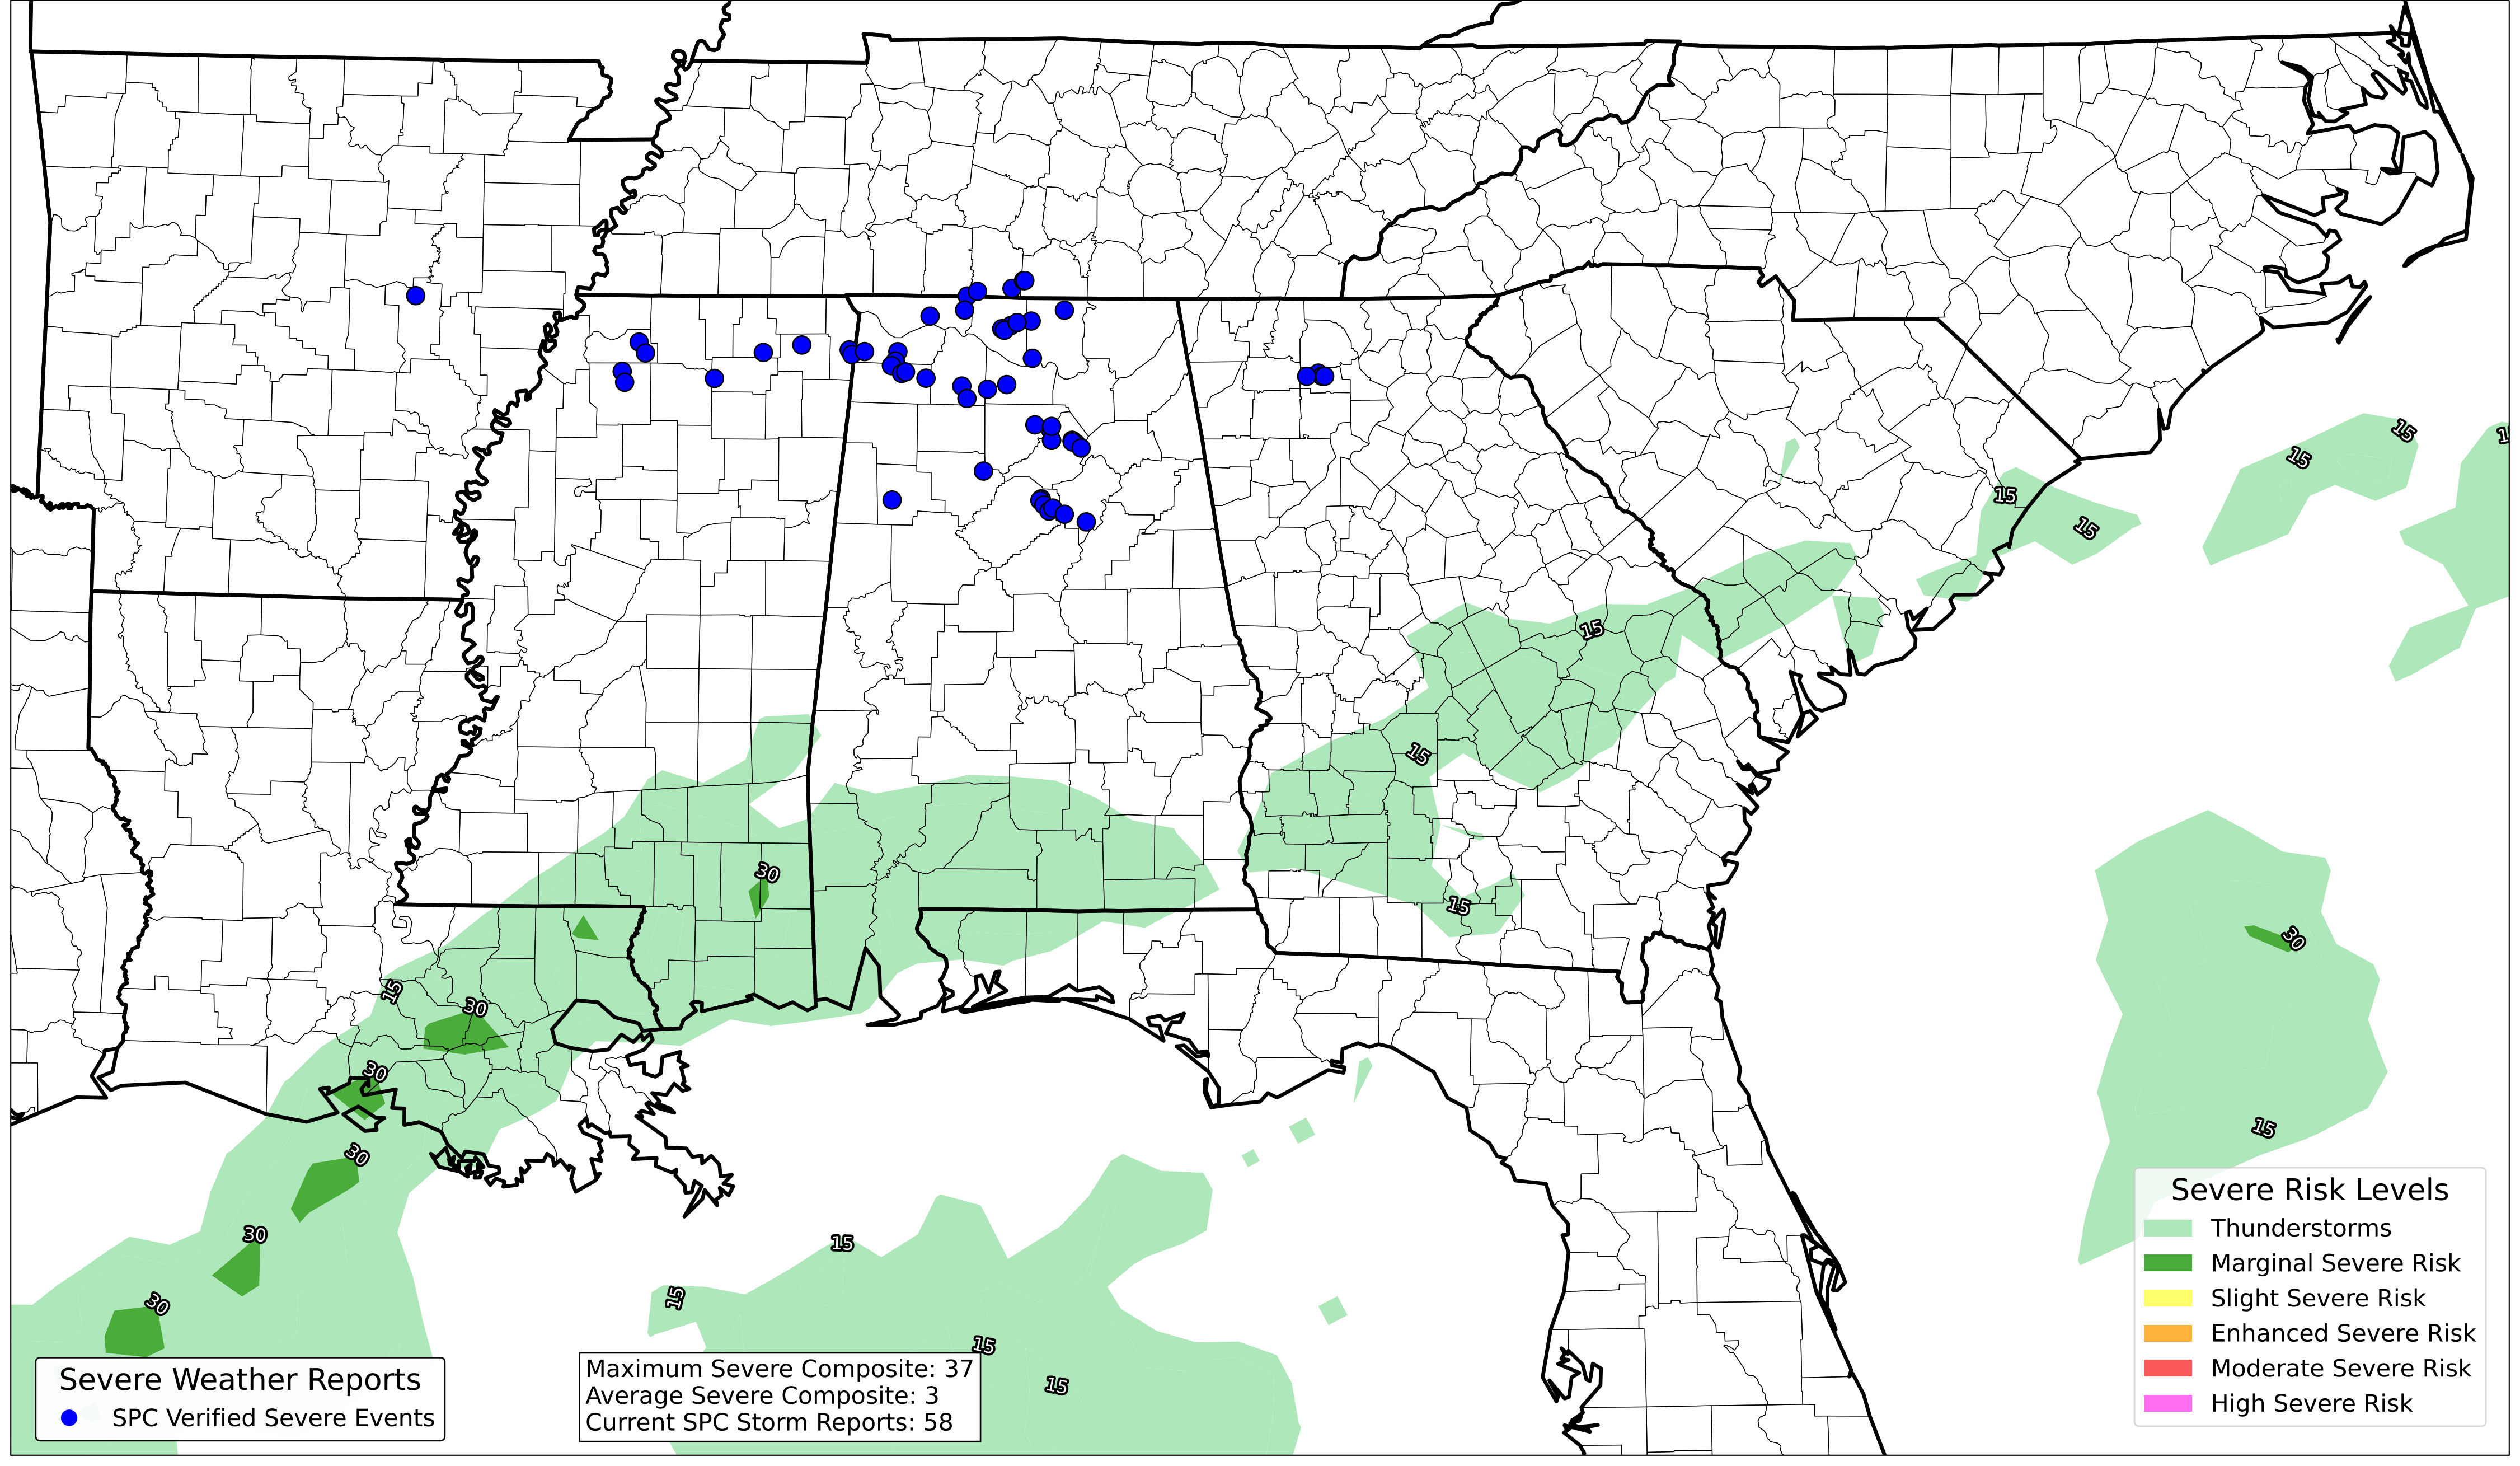 15
15
15
15
15
15
15
30
15
30
15
30
30
15
30
30
15
30
15
15
15
Severe Risk Levels
Thunderstorms
Marginal Severe Risk
Slight Severe Risk
Enhanced Severe Risk
Moderate Severe Risk
High Severe Risk
Severe Weather Reports
SPC Verified Severe Events
Maximum Severe Composite: 37
Average Severe Composite: 3
Current SPC Storm Reports: 58